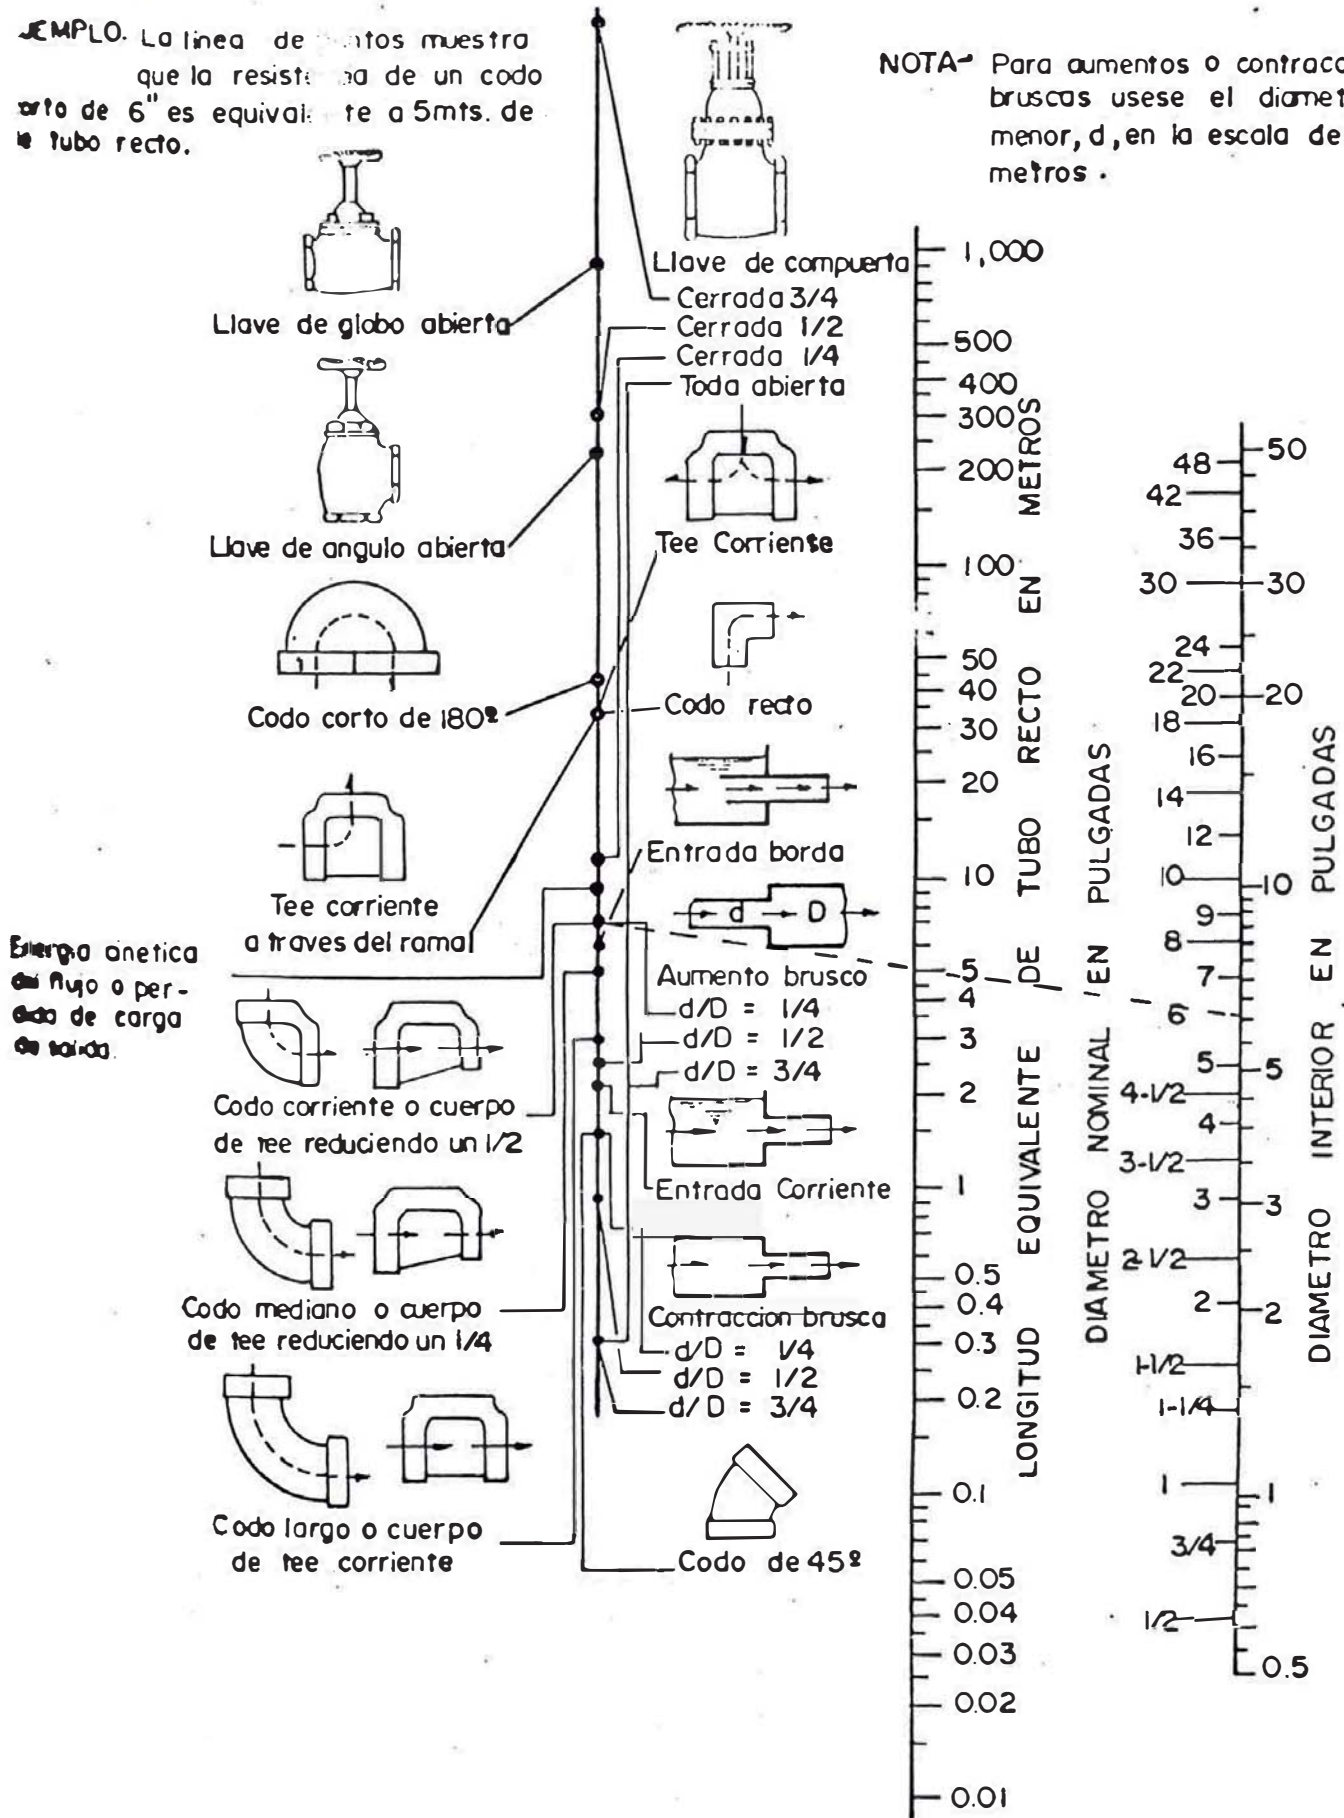 EJEMPLO. La linea de ntos muestra
que la resist de un codo
de 6" es equival te a 5mts. de
tubo recto.
NOTA- Para aumentos o contracc
bruscas usese el diamet
menor, d, en la escala de
metros.
Llave de globo abierta
Llave de angulo abierta
Codo corto de 180º
Tee corriente
a traves del ramal
cinetica
flujo o per-
de carga
Codo corriente o cuerpo
de tee reduciendo un 1/2
Codo mediano o cuerpo
de tee reduciendo un 1/4
Codo largo o cuerpo
de tee corriente
Llave de compuerta
Cerrada 3/4
Cerrada 1/2
Cerrada 1/4
Toda abierta
Tee Corriente
Codo recto
Entrada borda
d D
Aumento brusco
d/D = 1/4
d/D = 1/2
d/D = 3/4
Entrada Corriente
Contraccion brusca
d/D = 1/4
d/D = 1/2
d/D = 3/4
Codo de 45º
1,000
500
400
300
200
100
50
40
30
20
10
5
4
3
2
1
0.5
0.4
0.3
0.2
0.1
0.05
0.04
0.03
0.02
0.01
LONGITUD EQUIVALENTE DE TUBO RECTO EN METROS
DIAMETRO NOMINAL EN PULGADAS
48
42
36
30
24
22
20
18
16
14
12
10
9
8
7
6
5
4-1/2
4
3-1/2
3
2-1/2
2
1-1/2
1-1/4
1
3/4
1/2
50
30
20
10
5
3
2
1
0.5
DIAMETRO INTERIOR EN PULGADAS